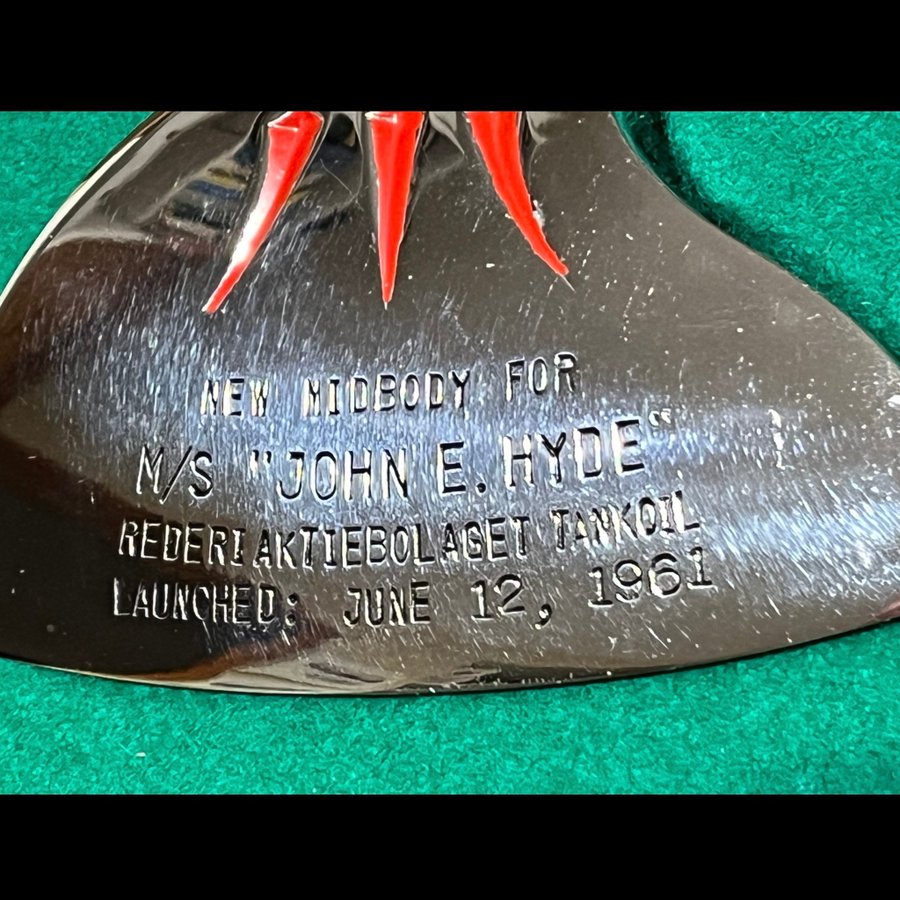 NEW MIDBODY FOR
M/S "JOHN E. HYDE"
REDERIAKTIEBOLAGET TANKOIL
LAUNCHED: JUNE 12, 1961